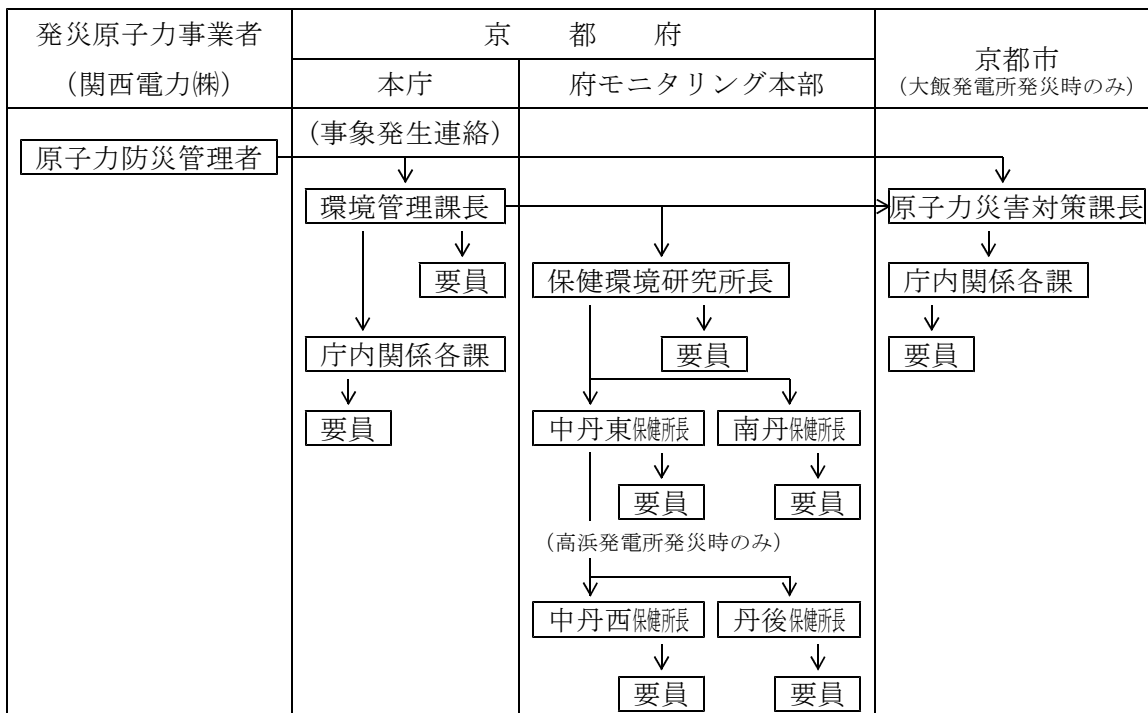 発災原子力事業者
(関西電力㈱)
京 都 府
本庁
府モニタリング本部
京都市
(大飯発電所発災時のみ)
(事象発生連絡)
原子力防災管理者
環境管理課長
原子力災害対策課長
要員
保健環境研究所長
庁内関係各課
庁内関係各課
要員
要員
要員
中丹東保健所長
南丹保健所長
要員
要員
(高浜発電所発災時のみ)
中丹西保健所長
丹後保健所長
要員
要員